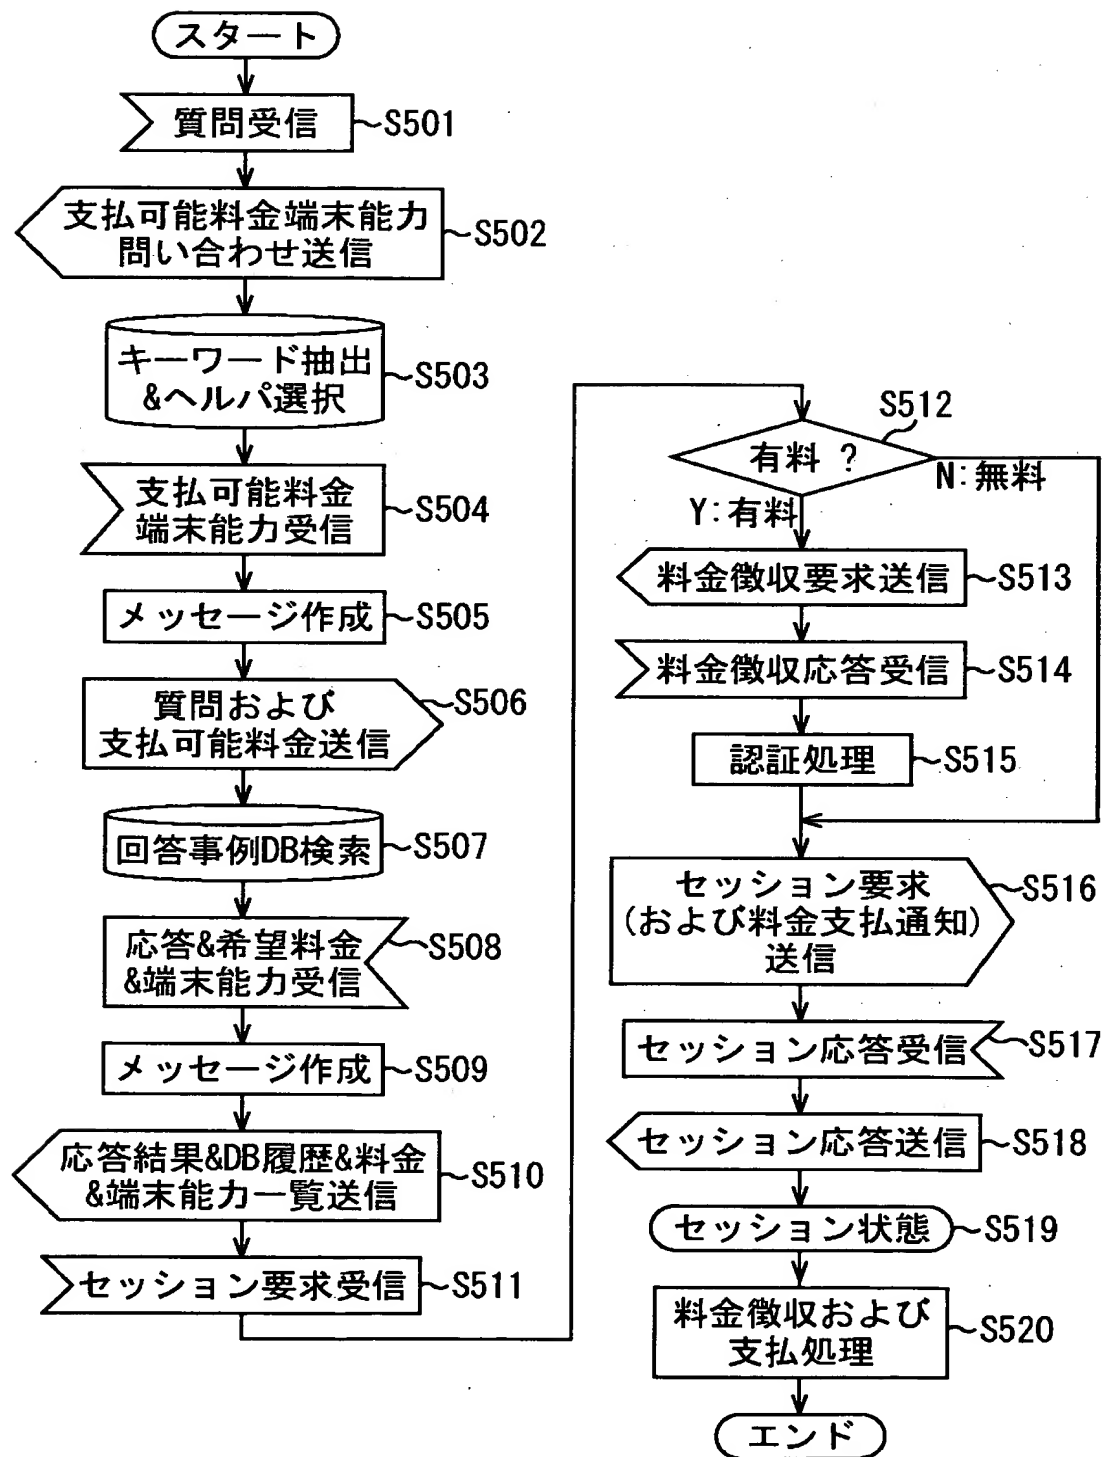 スタート
質問受信
S501
支払可能料金端末能力
問い合わせ送信
S502
キーワード抽出
&ヘルパ選択
S503
支払可能料金
端末能力受信
S504
メッセージ作成
S505
質問および
支払可能料金送信
S506
回答事例DB検索
S507
応答&希望料金
&端末能力受信
S508
メッセージ作成
S509
応答結果&DB履歴&料金
&端末能力一覧送信
S510
セッション要求受信
S511
S512
有料 ?
N:無料
Y:有料
料金徴収要求送信
S513
料金徴収応答受信
S514
認証処理
S515
セッション要求
(および料金支払通知)
送信
S516
セッション応答受信
S517
セッション応答送信
S518
セッション状態
S519
料金徴収および
支払処理
S520
エンド